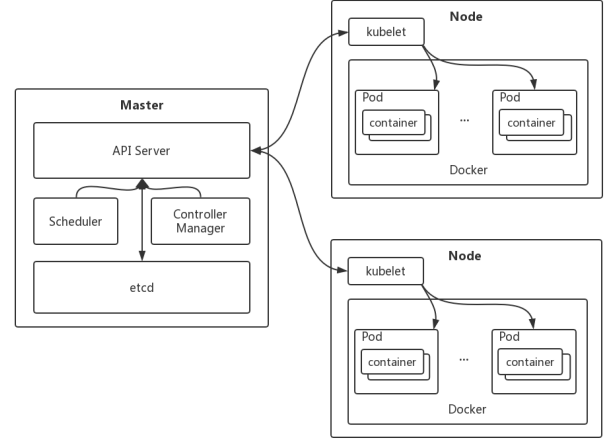 Master
API Server
Scheduler
Controller
Manager
etcd
Node
kubelet
Pod
container
...
Pod
container
Docker
Node
kubelet
Pod
container
...
Pod
container
Docker